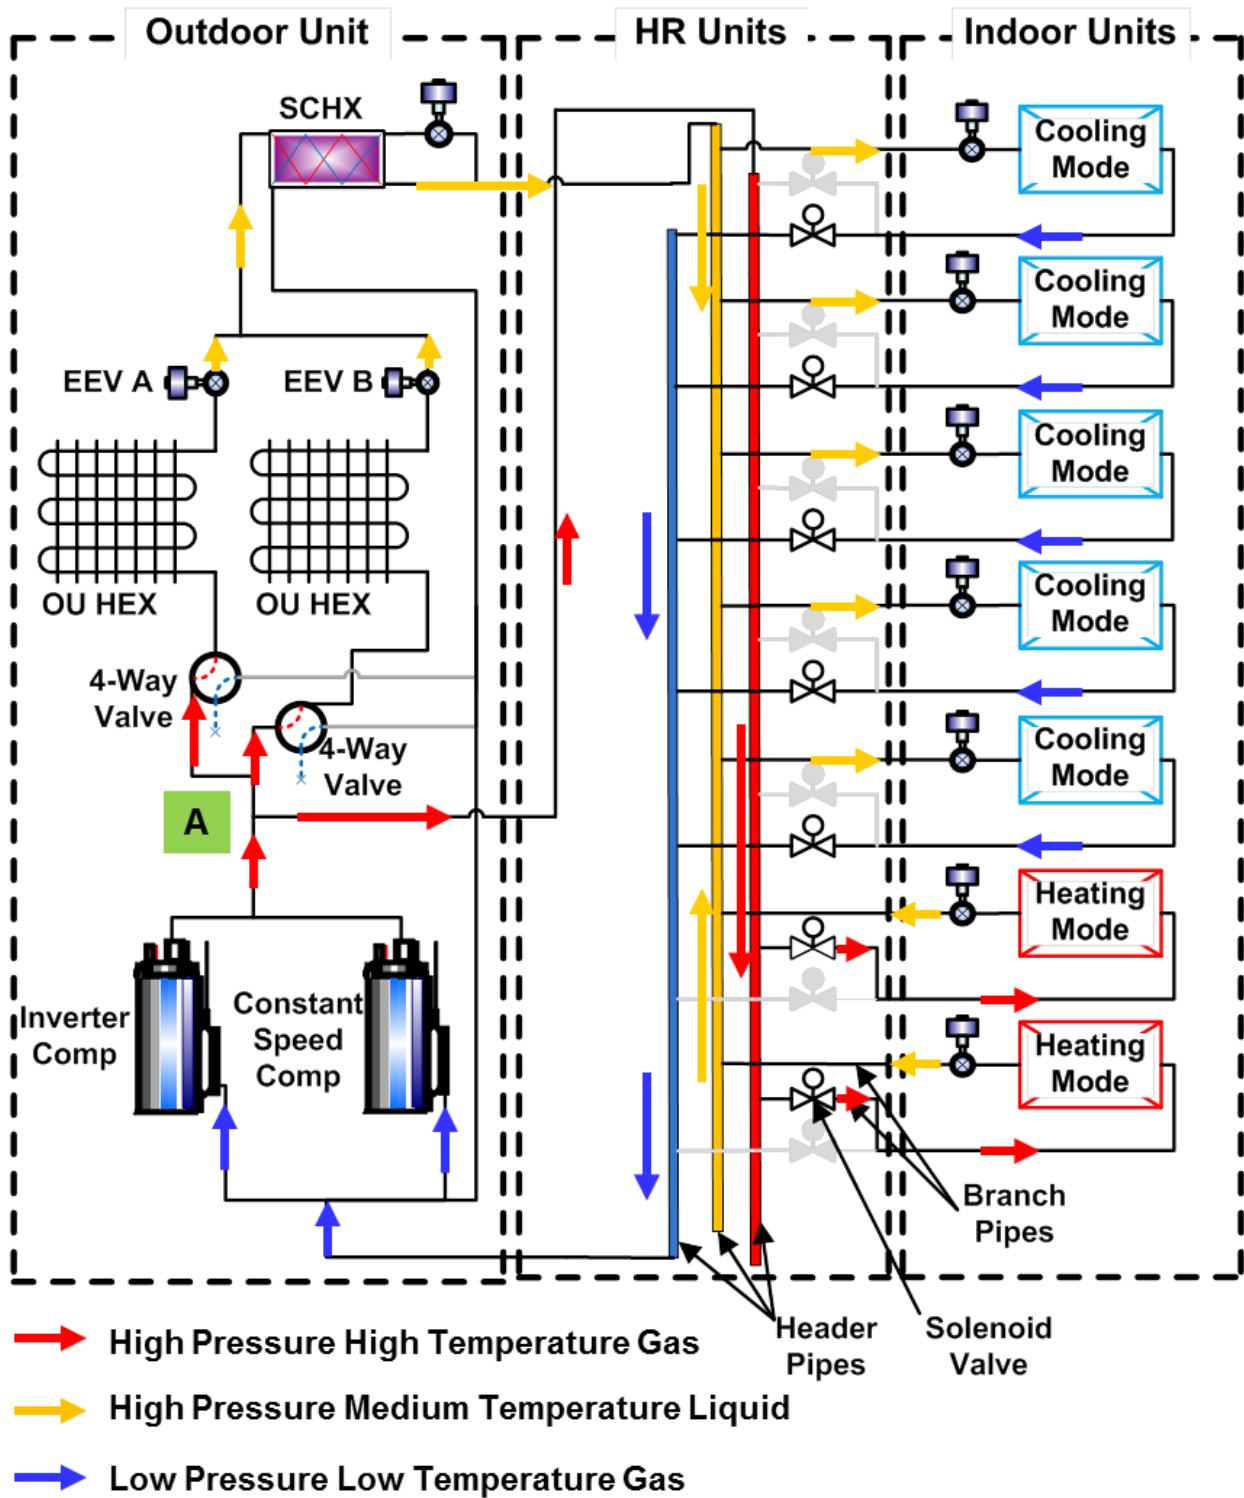 Outdoor Unit
HR Units
Indoor Units
SCHX
Cooling
Mode
Cooling
Mode
EEV A
EEV B
Cooling
Mode
OU HEX
OU HEX
Cooling
Mode
4-Way
Valve
4-Way
Valve
Cooling
Mode
A
Heating
Mode
Inverter
Comp
Constant
Speed
Comp
Heating
Mode
Branch
Pipes
Header
Pipes
Solenoid
Valve
High Pressure High Temperature Gas
High Pressure Medium Temperature Liquid
Low Pressure Low Temperature Gas